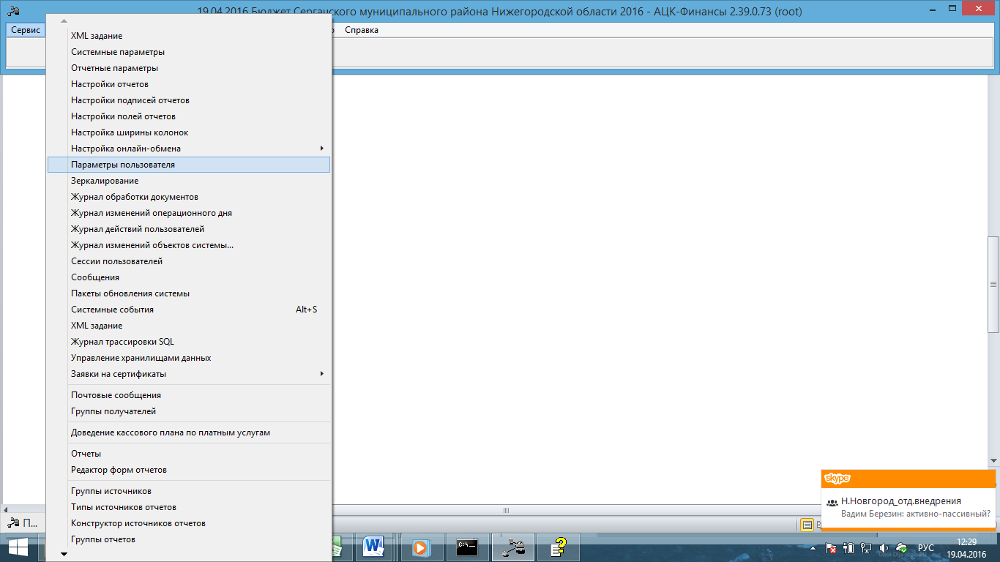 19.04.2016 Бюджет Сергачского муниципального района Нижегородской области 2016 - АЦК-Финансы 2.39.0.73 (root)
Сервис
Справка
XML задание
Системные параметры
Отчетные параметры
Настройки отчетов
Настройки подписей отчетов
Настройки полей отчетов
Настройка ширины колонок
Настройка онлайн-обмена
Параметры пользователя
Зеркалирование
Журнал обработки документов
Журнал изменений операционного дня
Журнал действий пользователей
Журнал изменений объектов системы...
Сессии пользователей
Сообщения
Пакеты обновления системы
Системные события Alt+S
XML задание
Журнал трассировки SQL
Управление хранилищами данных
Заявки на сертификаты
Почтовые сообщения
Группы получателей
Доведение кассового плана по платным услугам
Отчеты
Редактор форм отчетов
Группы источников
Типы источников отчетов
Конструктор источников отчетов
Группы отчетов
skype
Н.Новгород_отд.внедрения
Вадим Березин: активно-пассивный?
П...
РУС
12:29
19.04.2016